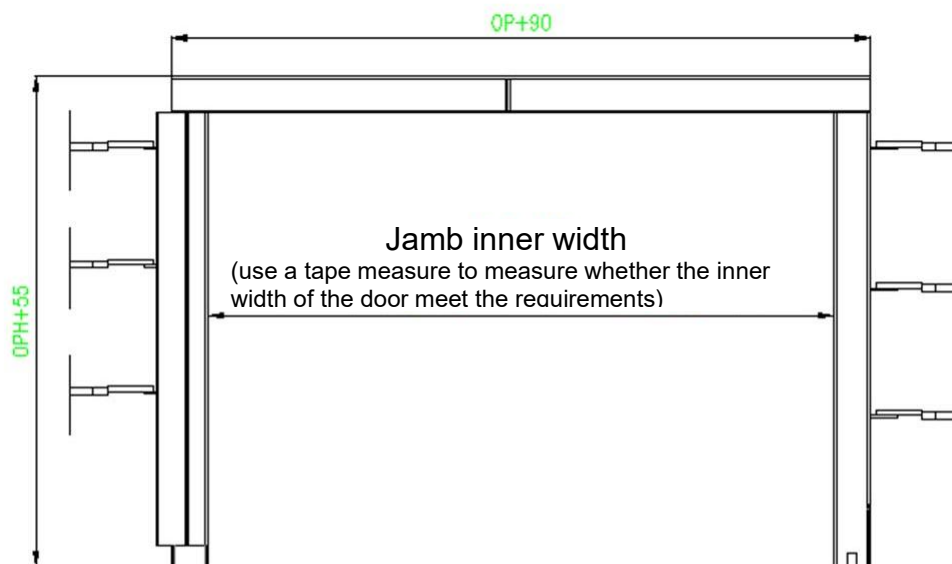 OP+90
Jamb inner width
(use a tape measure to measure whether the inner
width of the door meet the requirements)
OPH+55